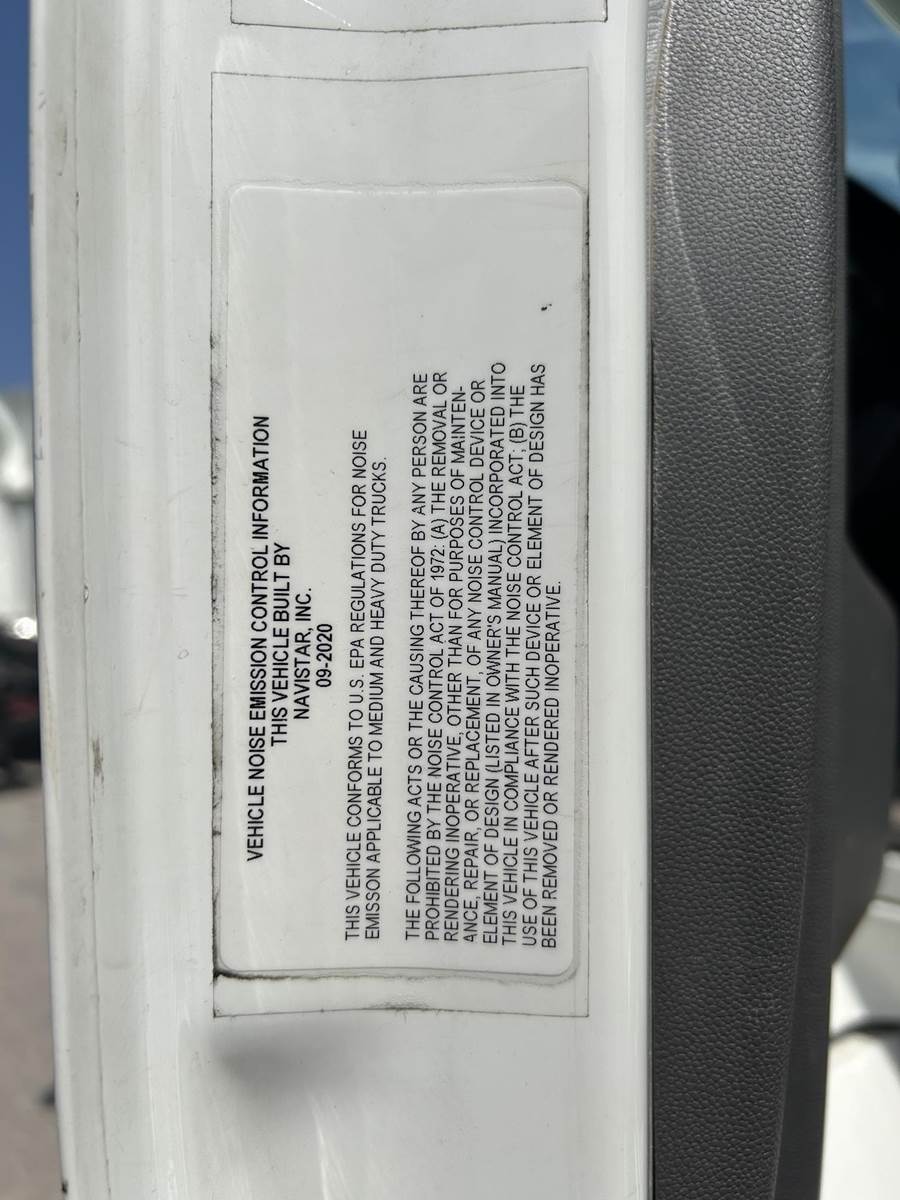 VEHICLE NOISE EMISSION CONTROL INFORMATION
THIS VEHICLE BUILT BY
NAVISTAR, INC.
09-2020
THIS VEHICLE CONFORMS TO U.S. EPA REGULATIONS FOR NOISE
EMISSON APPLICABLE TO MEDIUM AND HEAVY DUTY TRUCKS.
THE FOLLOWING ACTS OR THE CAUSING THEREOF BY ANY PERSON ARE
PROHIBITED BY THE NOISE CONTROL ACT OF 1972: (A) THE REMOVAL OR
RENDERING INOPERATIVE, OTHER THAN FOR PURPOSES OF MAINTEN-
ANCE, REPAIR, OR REPLACEMENT, OF ANY NOISE CONTROL DEVICE OR
ELEMENT OF DESIGN (LISTED IN OWNER'S MANUAL) INCORPORATED INTO
THIS VEHICLE IN COMPLIANCE WITH THE NOISE CONTROL ACT; (B) THE
USE OF THIS VEHICLE AFTER SUCH DEVICE OR ELEMENT OF DESIGN HAS
BEEN REMOVED OR RENDERED INOPERATIVE.